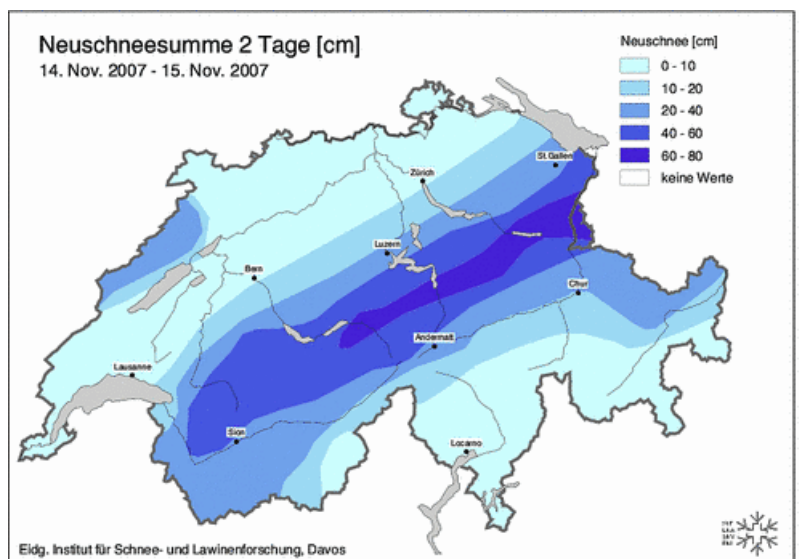 Neuschneesumme 2 Tage [cm]
14. Nov. 2007 - 15. Nov. 2007
Neuschnee [cm]
0 - 10
10 - 20
20 - 40
40 - 60
60 - 80
keine Werte
St. Gallen
Zürich
Luzern
Bern
Chur
Andermatt
Lausanne
Sion
Locarno
Eidg. Institut für Schnee- und Lawinenforschung, Davos